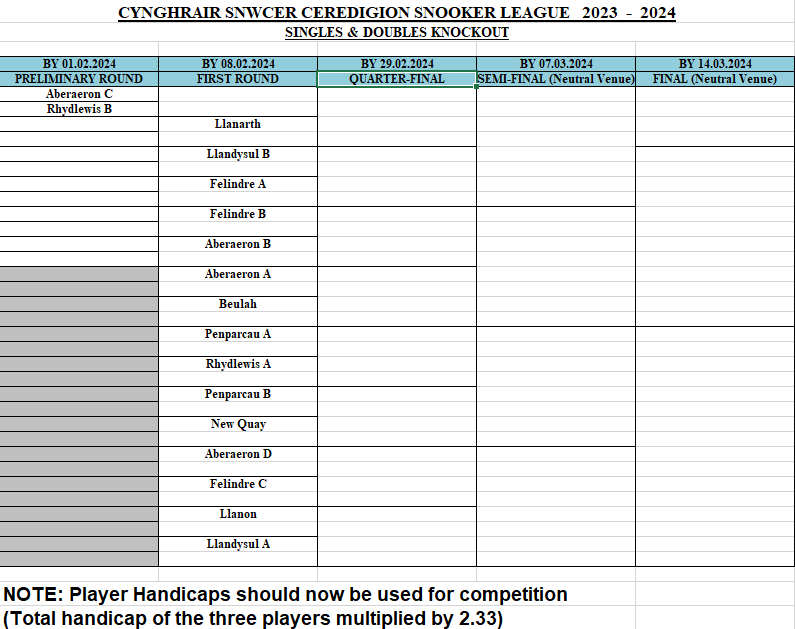 CYNGHRAIR SNWCER CEREDIGION SNOOKER LEAGUE 2023 - 2024
SINGLES & DOUBLES KNOCKOUT
BY 01.02.2024 BY 08.02.2024 BY 29.02.2024 BY 07.03.2024 BY 14.03.2024
PRELIMINARY ROUND FIRST ROUND QUARTER-FINAL SEMI-FINAL (Neutral Venue) FINAL (Neutral Venue)
Aberaeron C
Rhydlewis B
Llanarth
Llandysul B
Felindre A
Felindre B
Aberaeron B
Aberaeron A
Beulah
Penparcau A
Rhydlewis A
Penparcau B
New Quay
Aberaeron D
Felindre C
Llanon
Llandysul A
NOTE: Player Handicaps should now be used for competition
(Total handicap of the three players multiplied by 2.33)